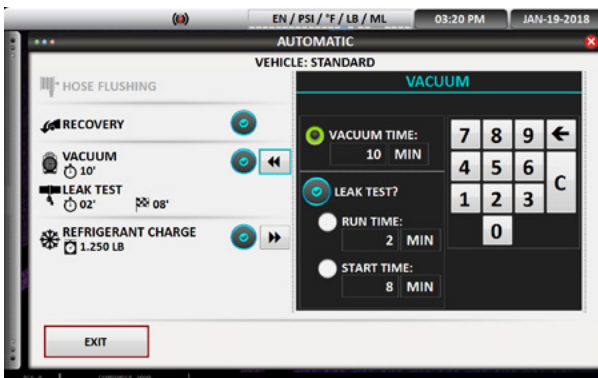 EN / PSI / °F / LB / ML
03:20 PM
JAN-19-2018
AUTOMATIC
VEHICLE: STANDARD
HOSE FLUSHING
RECOVERY
VACUUM
10'
LEAK TEST
02' 08'
REFRIGERANT CHARGE
1.250 LB
EXIT
VACUUM
VACUUM TIME:
10 MIN
LEAK TEST?
RUN TIME:
2 MIN
START TIME:
8 MIN
7 8 9 ←
4 5 6
C
1 2 3
0